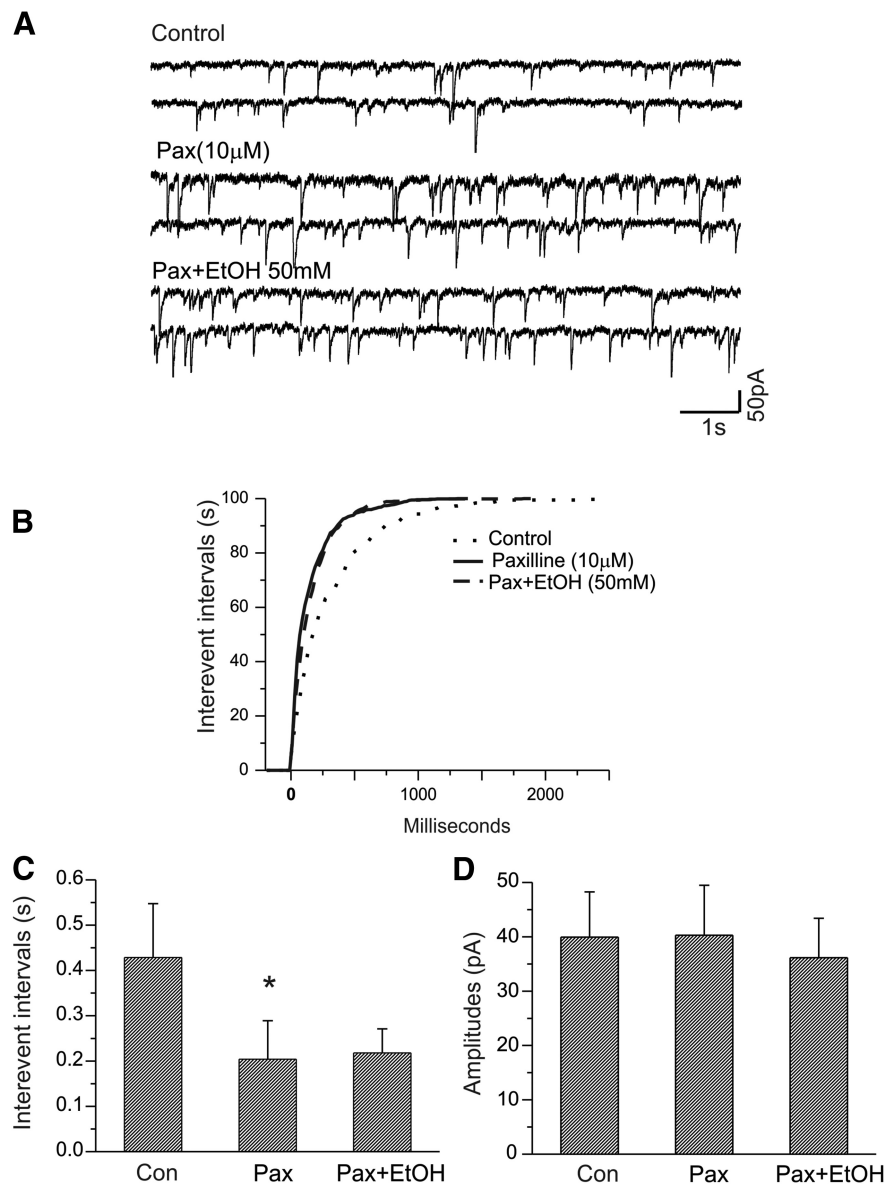 A
Control
Pax(10μM)
Pax+EtOH 50mM
50pA
1s
B
Interevent intervals (s)
100
80
60
40
20
0
Control
Paxilline (10μM)
Pax+EtOH (50mM)
0 1000 2000
Milliseconds
C
Interevent intervals (s)
0.6
0.5
0.4
0.3
0.2
0.1
0.0
*
Con Pax Pax+EtOH
D
Amplitudes (pA)
50
40
30
20
10
0
Con Pax Pax+EtOH